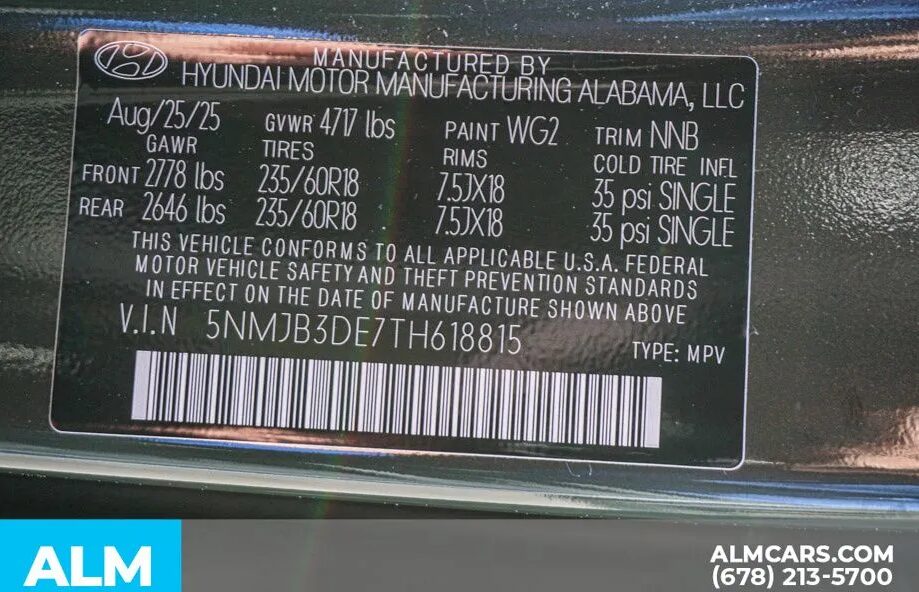 MANUFACTURED BY
HYUNDAI MOTOR MANUFACTURING ALABAMA, LLC
Aug/25/25 GVWR 4717 lbs PAINT WG2 TRIM NNB
GAWR TIRES RIMS COLD TIRE INFL
FRONT 2778 lbs 235/60R18 7.5JX18 35 psi SINGLE
REAR 2646 lbs 235/60R18 7.5JX18 35 psi SINGLE
THIS VEHICLE CONFORMS TO ALL APPLICABLE U.S.A. FEDERAL
MOTOR VEHICLE SAFETY AND THEFT PREVENTION STANDARDS
IN EFFECT ON THE DATE OF MANUFACTURE SHOWN ABOVE
V.I.N 5NMJB3DE7TH618815 TYPE: MPV
ALM
ALMCARS.COM
(678) 213-5700